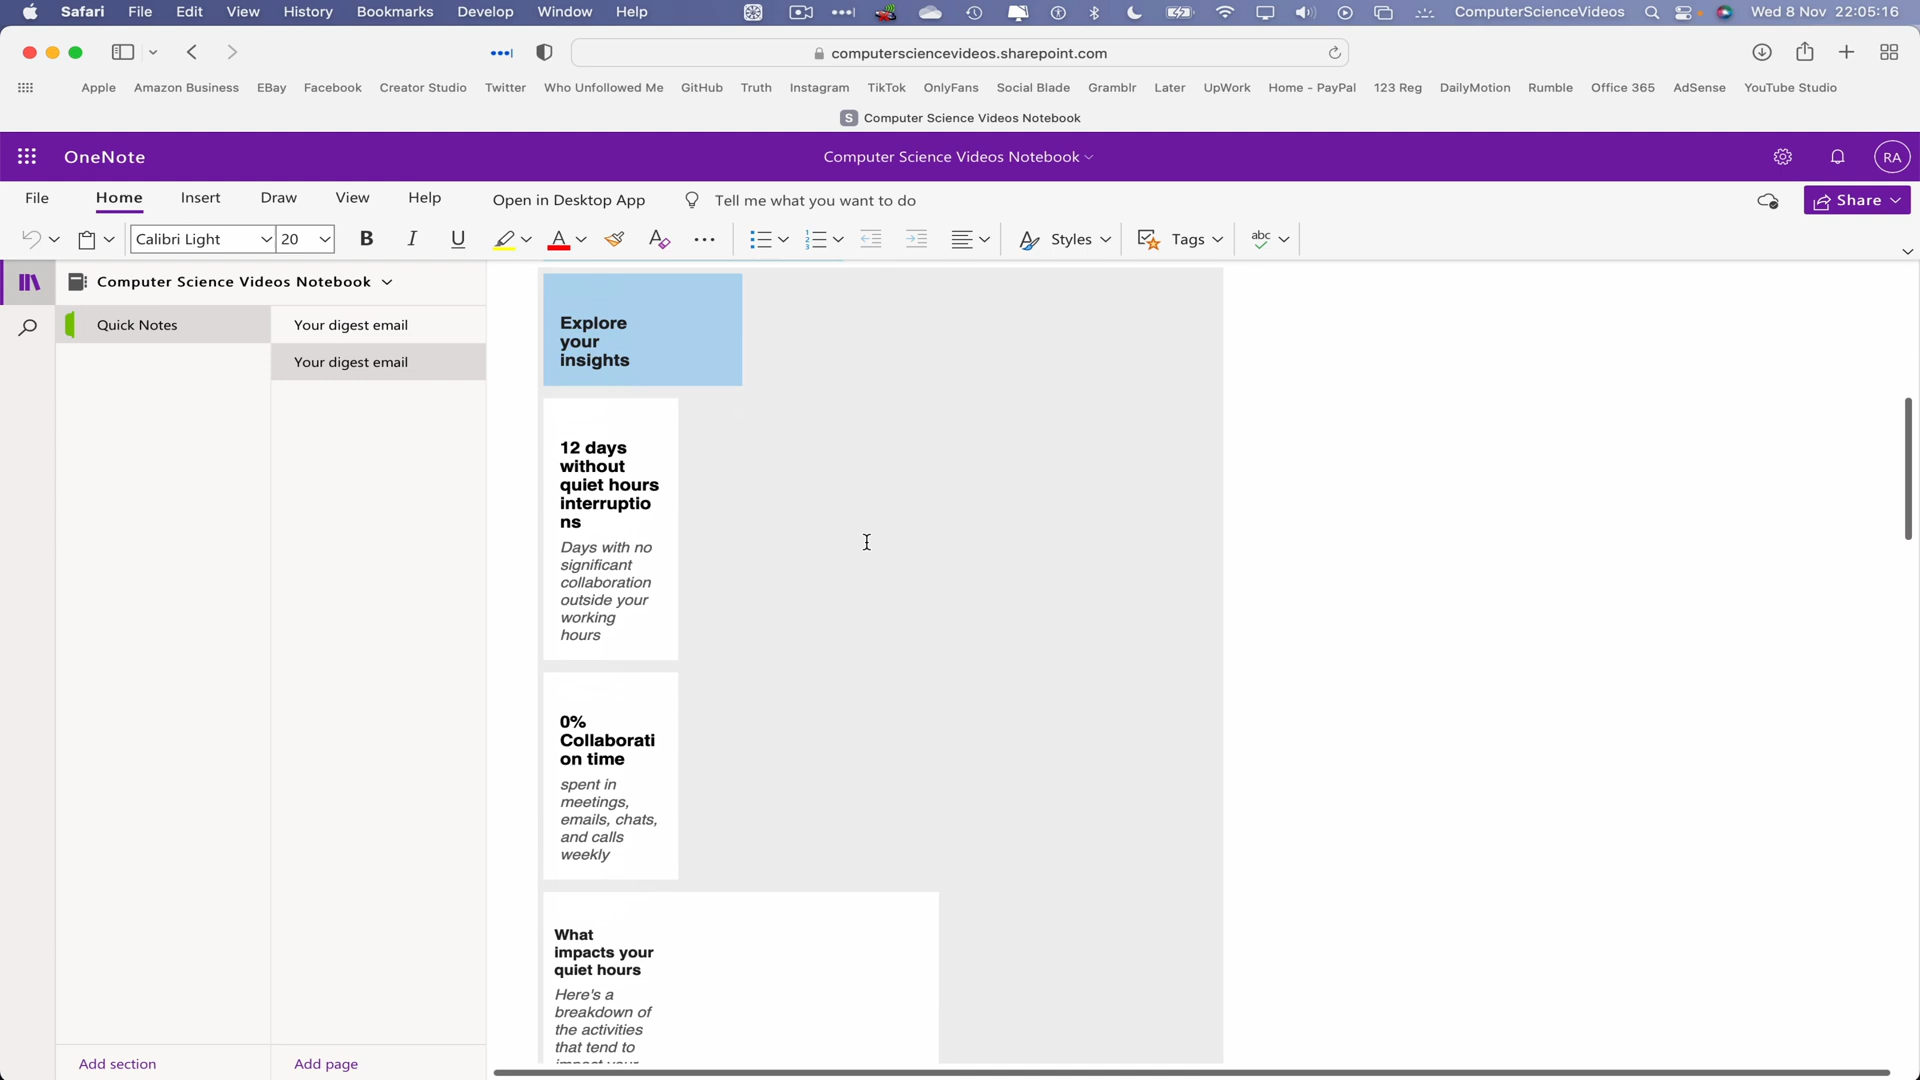 Safari File Edit View History Bookmarks Develop Window Help ComputerScienceVideos Wed 8 Nov 22:05:16
computersciencevideos.sharepoint.com
Apple Amazon Business EBay Facebook Creator Studio Twitter Who Unfollowed Me GitHub Truth Instagram TikTok OnlyFans Social Blade Gramblr Later UpWork Home - PayPal 123 Reg DailyMotion Rumble Office 365 AdSense YouTube Studio
S Computer Science Videos Notebook
OneNote Computer Science Videos Notebook RA
File Home Insert Draw View Help Open in Desktop App Tell me what you want to do Share
Calibri Light 20 B I U A Styles Tags abc
Computer Science Videos Notebook
Quick Notes
Your digest email
Your digest email
Explore
your
insights
12 days
without
quiet hours
interruptio
ns
Days with no
significant
collaboration
outside your
working
hours
0%
Collaborati
on time
spent in
meetings,
emails, chats,
and calls
weekly
What
impacts your
quiet hours
Here's a
breakdown of
the activities
that tend to
impact your
Add section Add page